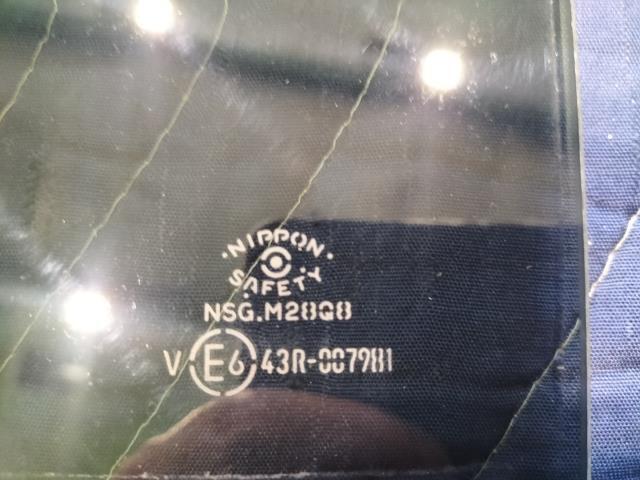 ·NIPPON·
SAFETY
NSG.M28Q8
V E6 43R-007981